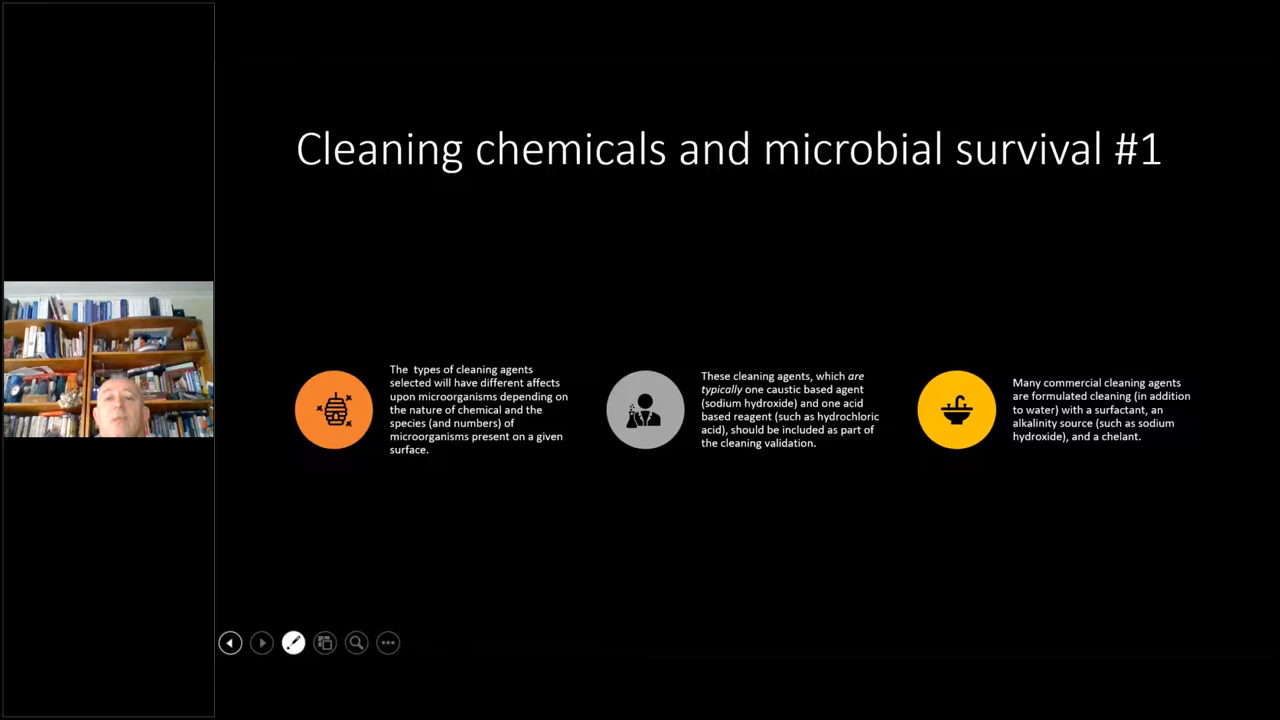 Cleaning chemicals and microbial survival #1
The types of cleaning agents
selected will have different affects
upon microorganisms depending on
the nature of chemical and the
species (and numbers) of
microorganisms present on a given
surface.
These cleaning agents, which are
typically one caustic based agent
(sodium hydroxide) and one acid
based reagent (such as hydrochloric
acid), should be included as part of
the cleaning validation.
Many commercial cleaning agents
are formulated cleaning (in addition
to water) with a surfactant, an
alkalinity source (such as sodium
hydroxide), and a chelant.